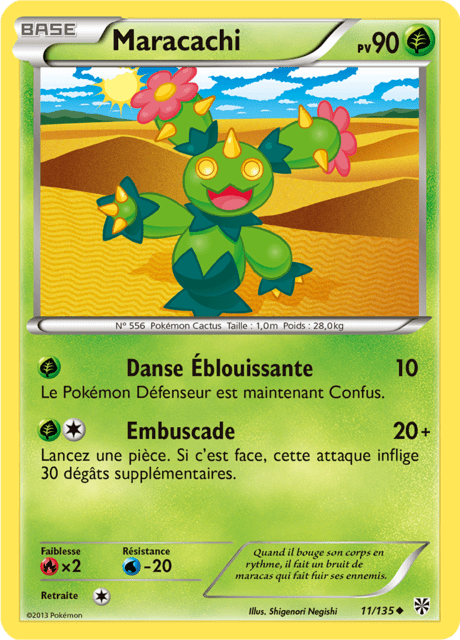 BASE
Maracachi
PV90
N° 556 Pokémon Cactus Taille : 1,0m Poids : 28,0kg
Danse Éblouissante 10
Le Pokémon Défenseur est maintenant Confus.
Embuscade 20+
Lancez une pièce. Si c'est face, cette attaque inflige
30 dégâts supplémentaires.
Faiblesse
×2
Résistance
-20
Retraite
Quand il bouge son corps en
rythme, il fait un bruit de
maracas qui fait fuir ses ennemis.
©2013 Pokémon
Illus. Shigenori Negishi
11/135